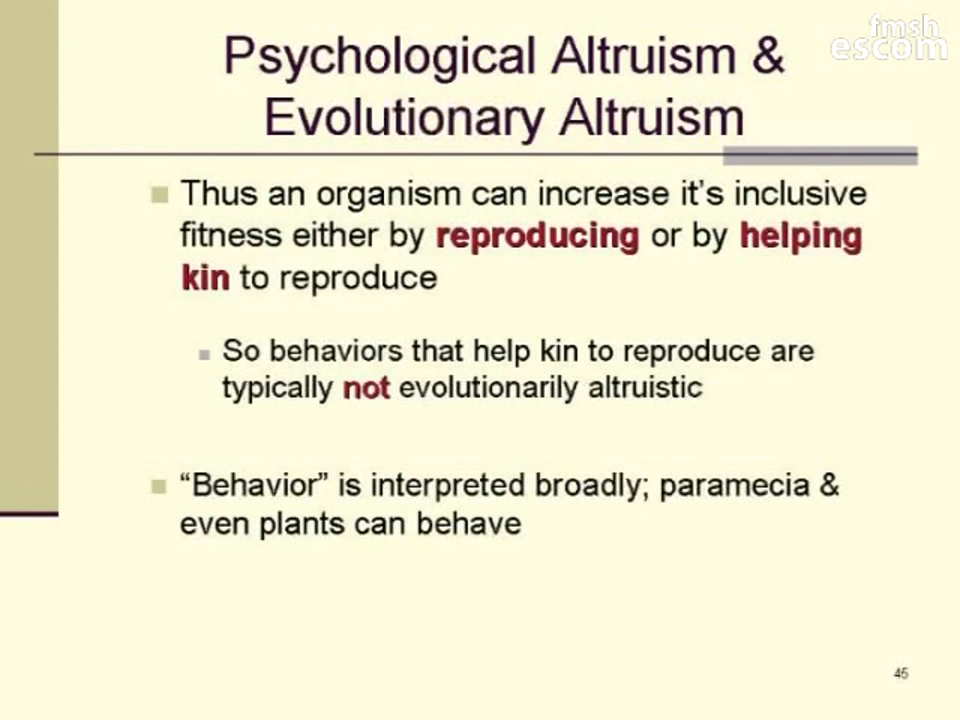 fmsh
escom
Psychological Altruism &
Evolutionary Altruism
Thus an organism can increase it's inclusive
fitness either by reproducing or by helping
kin to reproduce
So behaviors that help kin to reproduce are
typically not evolutionarily altruistic
“Behavior” is interpreted broadly; paramecia &
even plants can behave
45